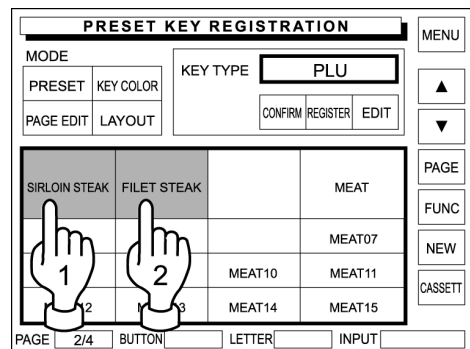 PRESET KEY REGISTRATION
MENU
MODE
KEY TYPE PLU
PRESET KEY COLOR
PAGE EDIT LAYOUT
CONFIRM REGISTER EDIT
▲
▼
PAGE
FUNC
NEW
CASSETT
SIRLOIN STEAK FILET STEAK MEAT
MEAT07
1 2 MEAT10 MEAT11
2 3 MEAT14 MEAT15
PAGE 2/4 BUTTON LETTER INPUT